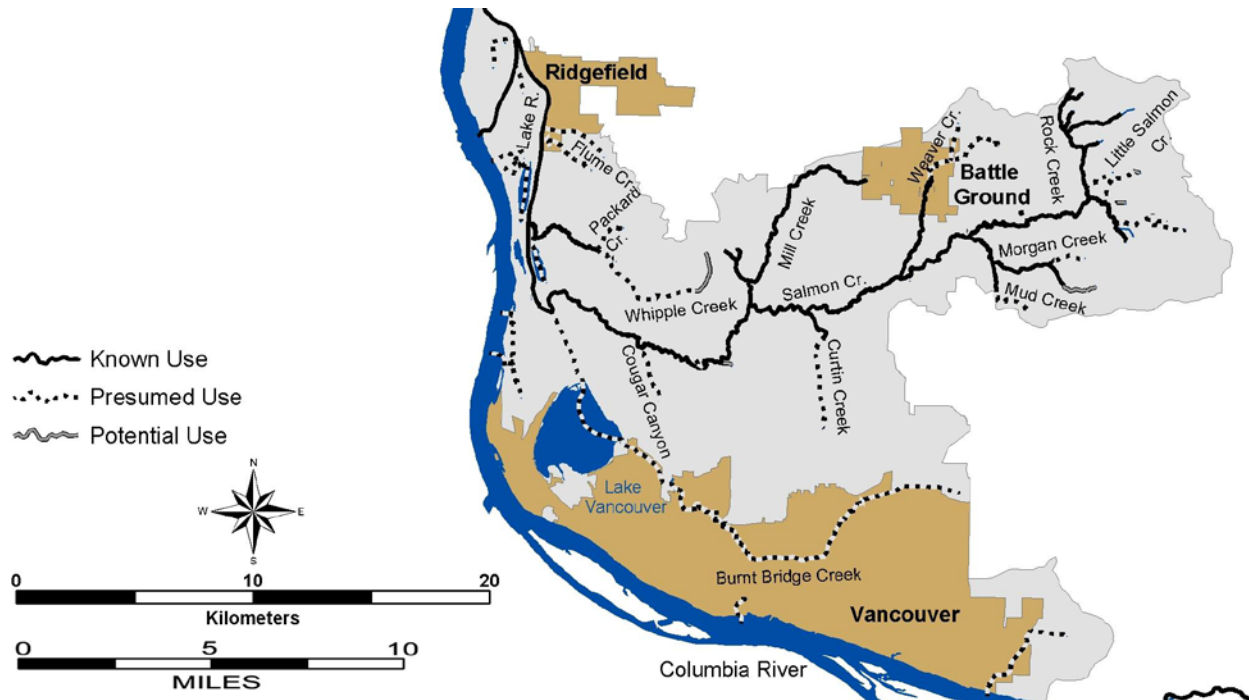 Ridgefield
Lake R.
Flume Cr.
Packard
Cr.
Weaver Cr.
Battle
Ground
Rock Creek
Little Salmon
Cr.
Mill Creek
Morgan Creek
Salmon Cr.
Mud Creek
Whipple Creek
Cougar Canyon
Curtin Creek
Known Use
Presumed Use
Potential Use
N
W
E
S
Lake
Vancouver
Burnt Bridge Creek
Vancouver
Columbia River
0 10 20
Kilometers
0 5 10
MILES